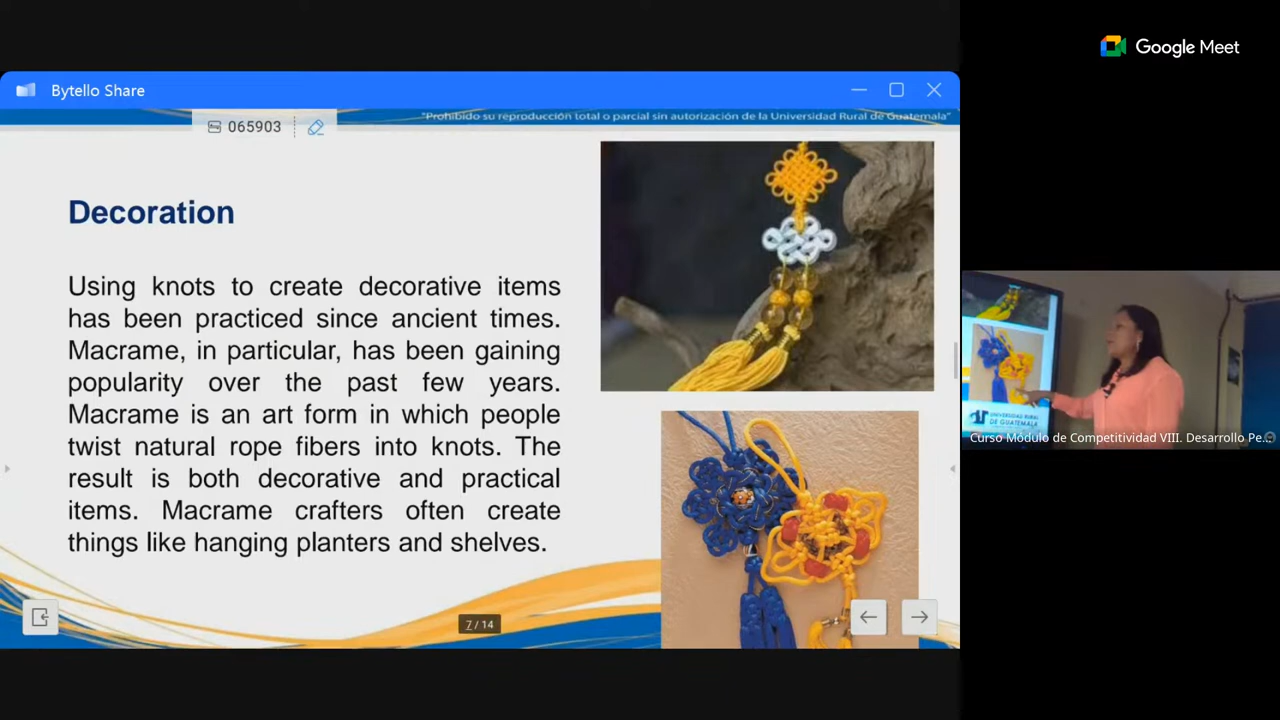 Google Meet
Bytello Share
065903
"Prohibido su reproducción total o parcial sin autorización de la Universidad Rural de Guatemala"
Decoration
Using knots to create decorative items
has been practiced since ancient times.
Macrame, in particular, has been gaining
popularity over the past few years.
Macrame is an art form in which people
twist natural rope fibers into knots. The
result is both decorative and practical
items. Macrame crafters often create
things like hanging planters and shelves.
7 / 14
UNIVERSIDAD RURAL
DE GUATEMALA
Curso Módulo de Competitividad VIII. Desarrollo Pe...